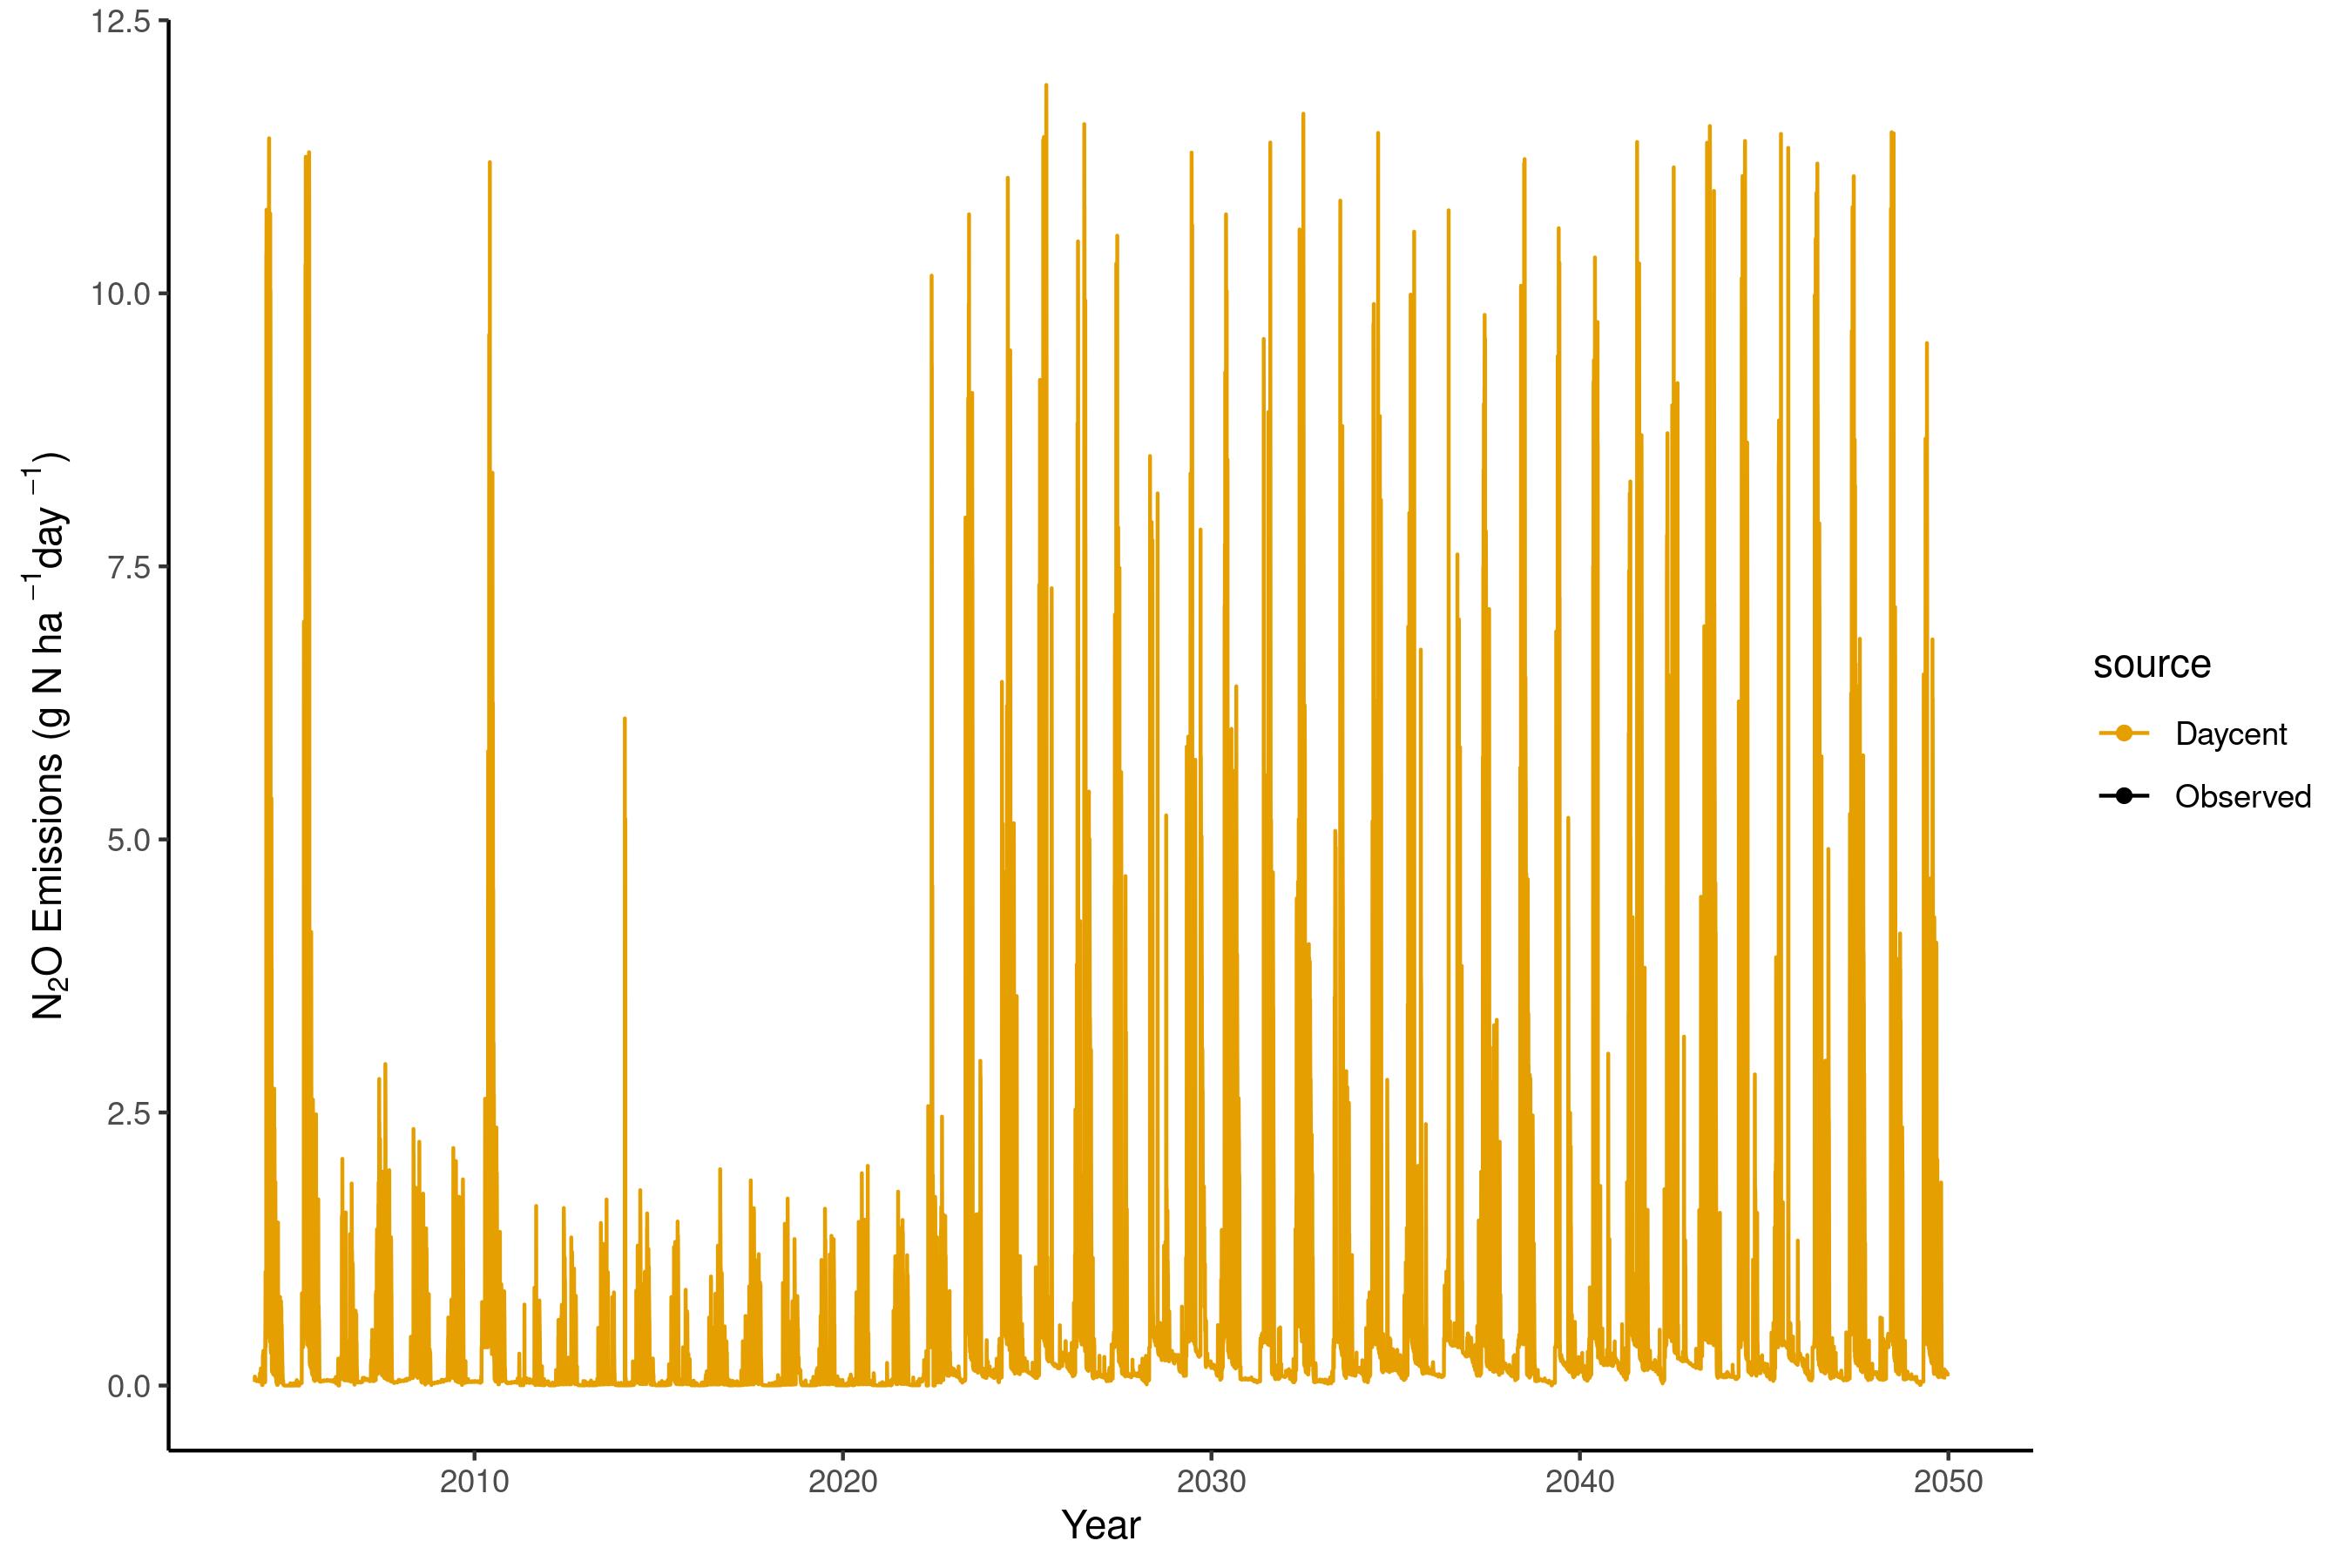 12.5
10.0
7.5
5.0
2.5
0.0
N₂O Emissions (g N ha ⁻¹day ⁻¹)
2010 2020 2030 2040 2050
Year
source
Daycent
Observed